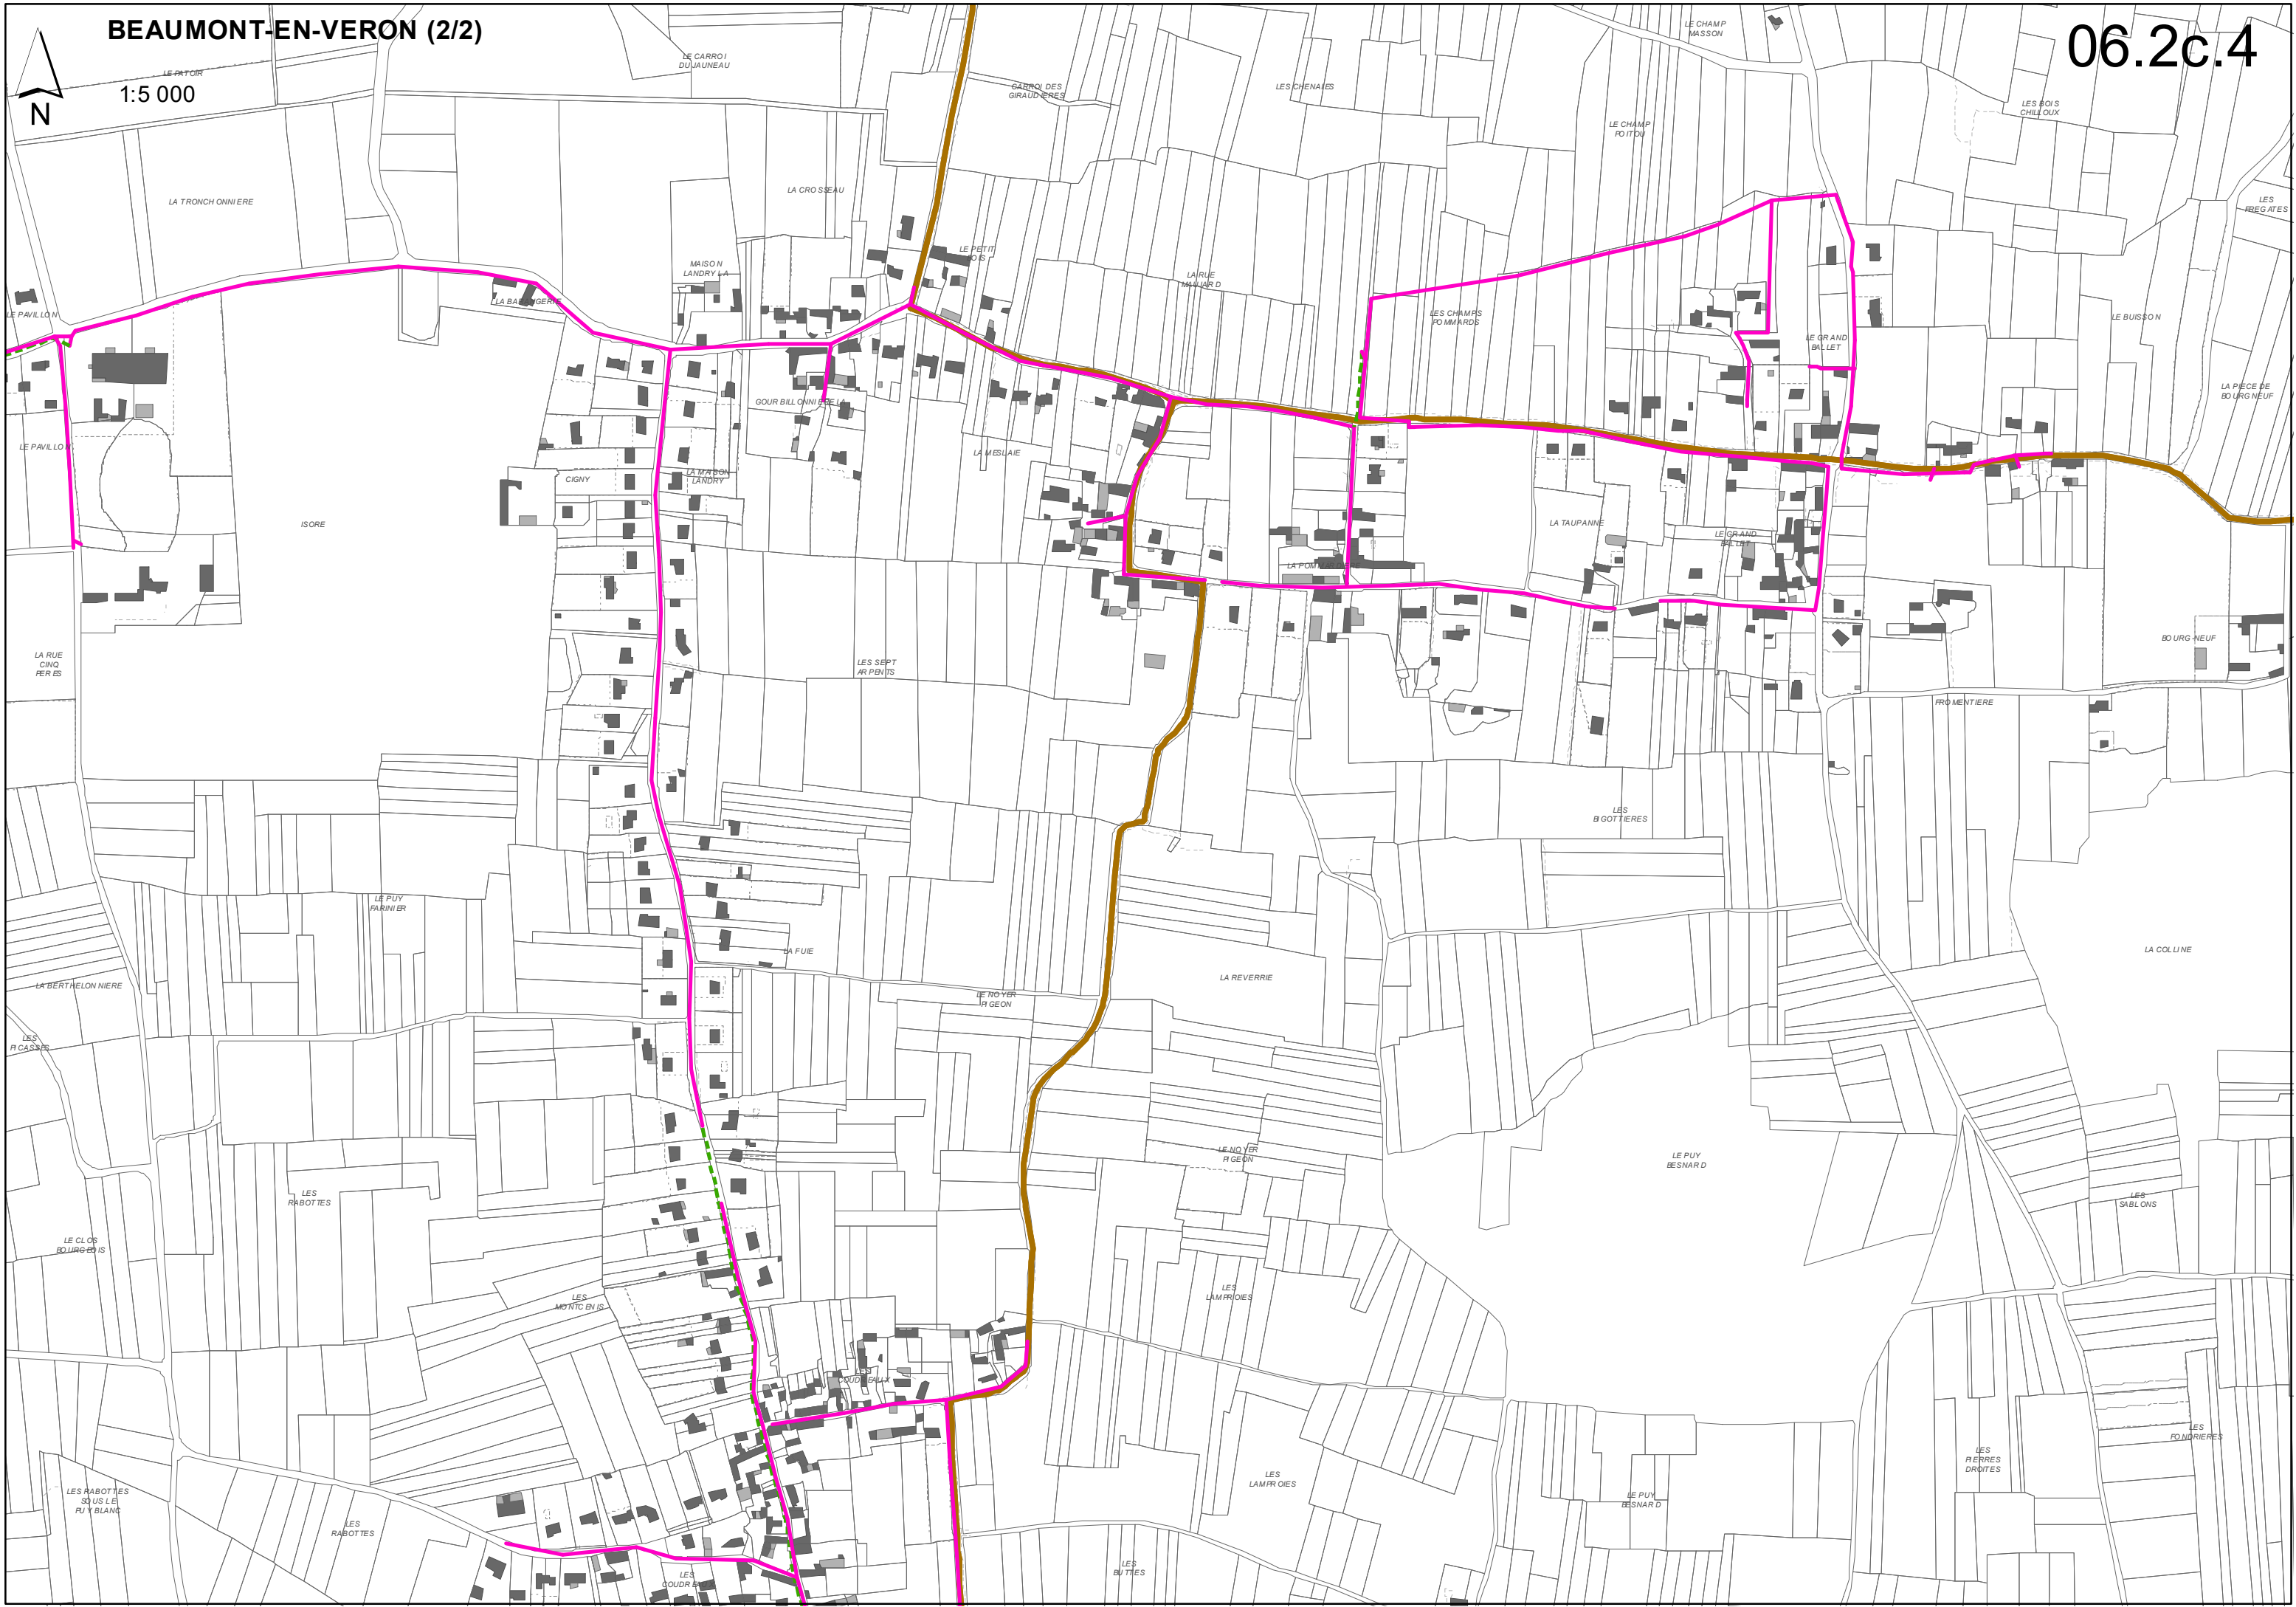 BEAUMONT-EN-VERON (2/2)
06.2c.4
1:5 000
N
LE PATOIR
LE CARROI
DU JAUNEAU
CARROI DES
GIRAUDIERES
LES CHENAIES
LE CHAMP
MASSON
LE CHAMP
POITOU
LES BOIS
CHILLOUX
LES
FREGATES
LA TRONCHONNIERE
LA CROSSEAU
LE PETIT
BOIS
MAISON
LANDRY LA
LA RUE
MAUJARD
LA BARANGERIE
LE PAVILLON
LES CHAMPS
POMMARDS
LE GRAND
BALLET
LE BUISSON
LA PIECE DE
BOURG NEUF
GOURBILLONNIERE LA
LE PAVILLON
LA MESLAIE
CIGNY
LA MAISON
LANDRY
ISORE
LA TAUPANNE
LE GRAND
BALLET
LA RUE
CINQ
PERES
LES SEPT
ARPENTS
BOURG-NEUF
FROMENTIERE
LES
BIGOTTIERES
LE PUY
FARINIER
LA FUIE
LA COLLINE
LA BERTHELONNIERE
LA REVERRIE
LE NOYER
PIGEON
LES
PICASSES
LE NOYER
PIGEON
LE PUY
BESNARD
LES
RABOTTES
LES
SABLONS
LE CLOS
BOURGEOIS
LES
MONTCENIS
LES
LAMPROIES
COUDREAUX
LES
FONDRIERES
LES
PIERRES
DROITES
LES
LAMPROIES
LES RABOTTES
SOUS LE
PUY BLANC
LE PUY
BESNARD
LES
RABOTTES
LES
BUTTES
LES
COUDREAUX